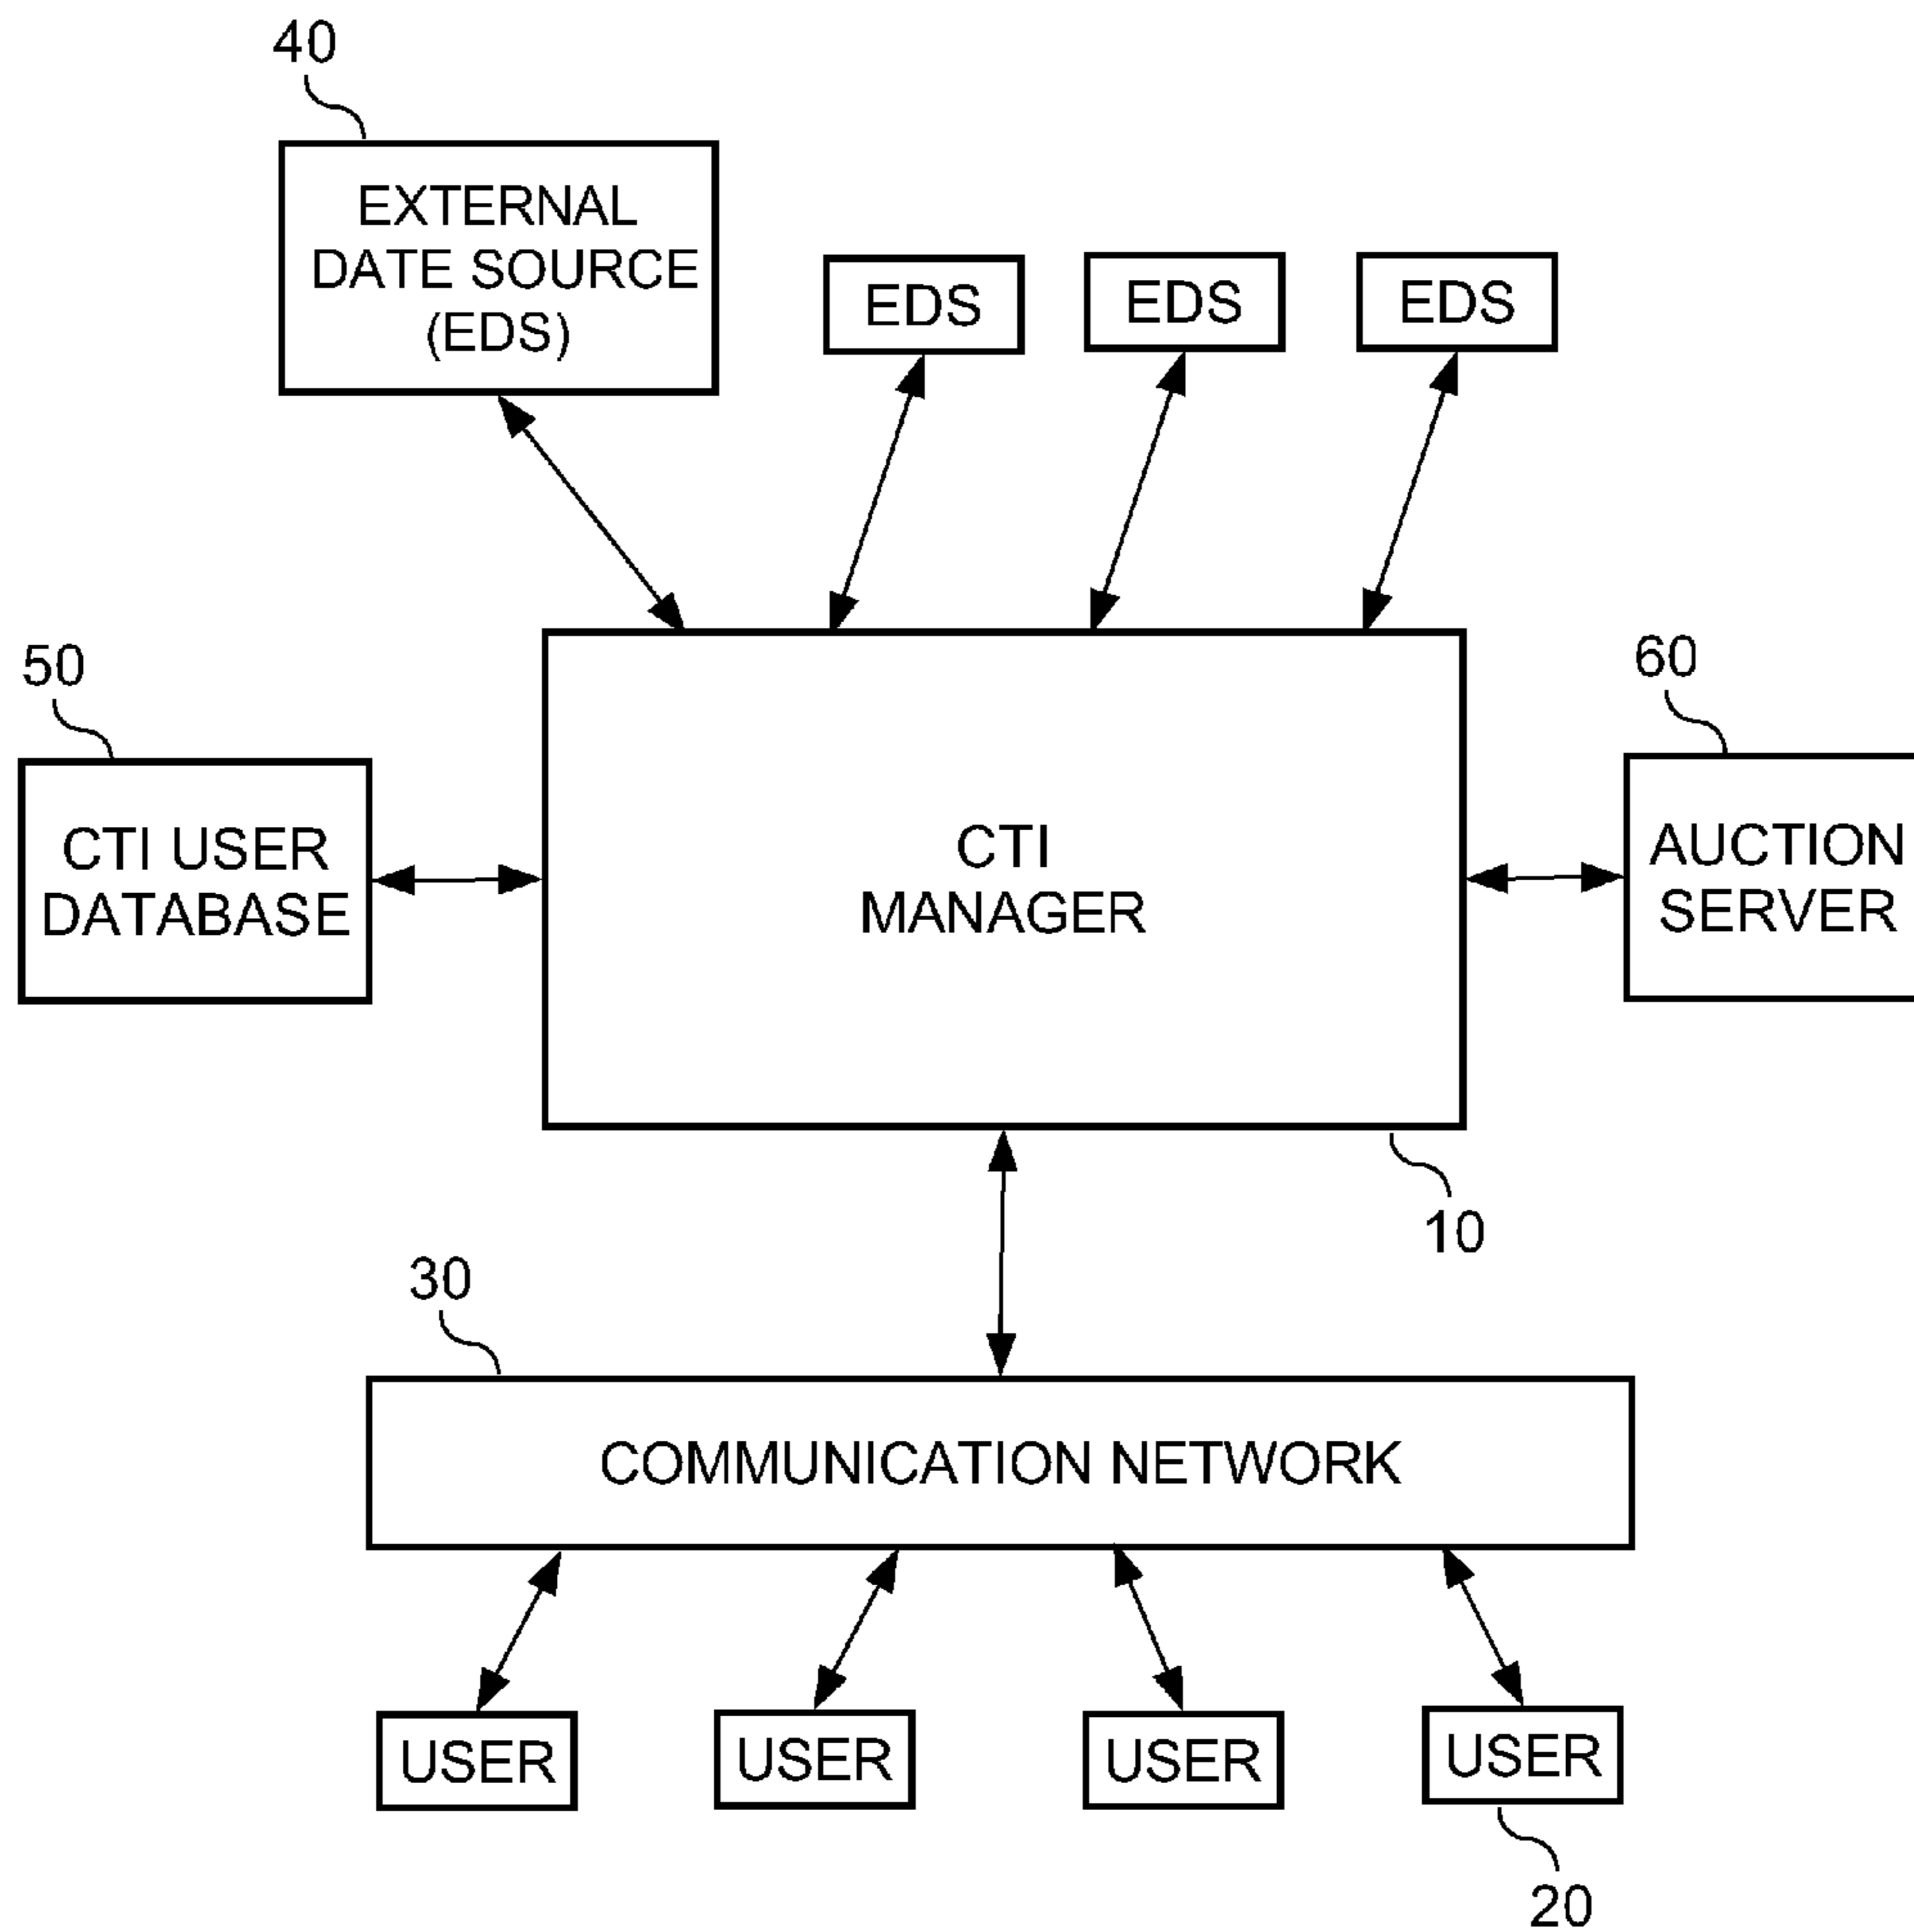 40
EXTERNAL
DATE SOURCE
(EDS)
EDS
EDS
EDS
50
60
CTI USER
DATABASE
CTI
MANAGER
AUCTION
SERVER
10
30
COMMUNICATION NETWORK
USER
USER
USER
USER
20